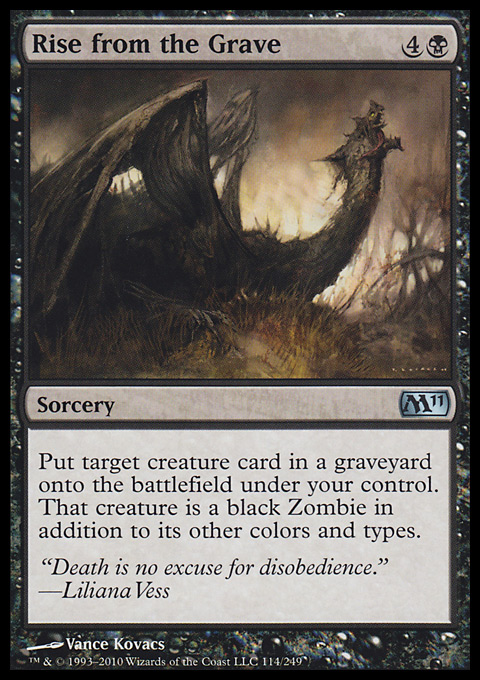 Rise from the Grave 4
Sorcery M11
Put target creature card in a graveyard
onto the battlefield under your control.
That creature is a black Zombie in
addition to its other colors and types.
“Death is no excuse for disobedience.”
—Liliana Vess
Vance Kovacs
™ & © 1993–2010 Wizards of the Coast LLC 114/249